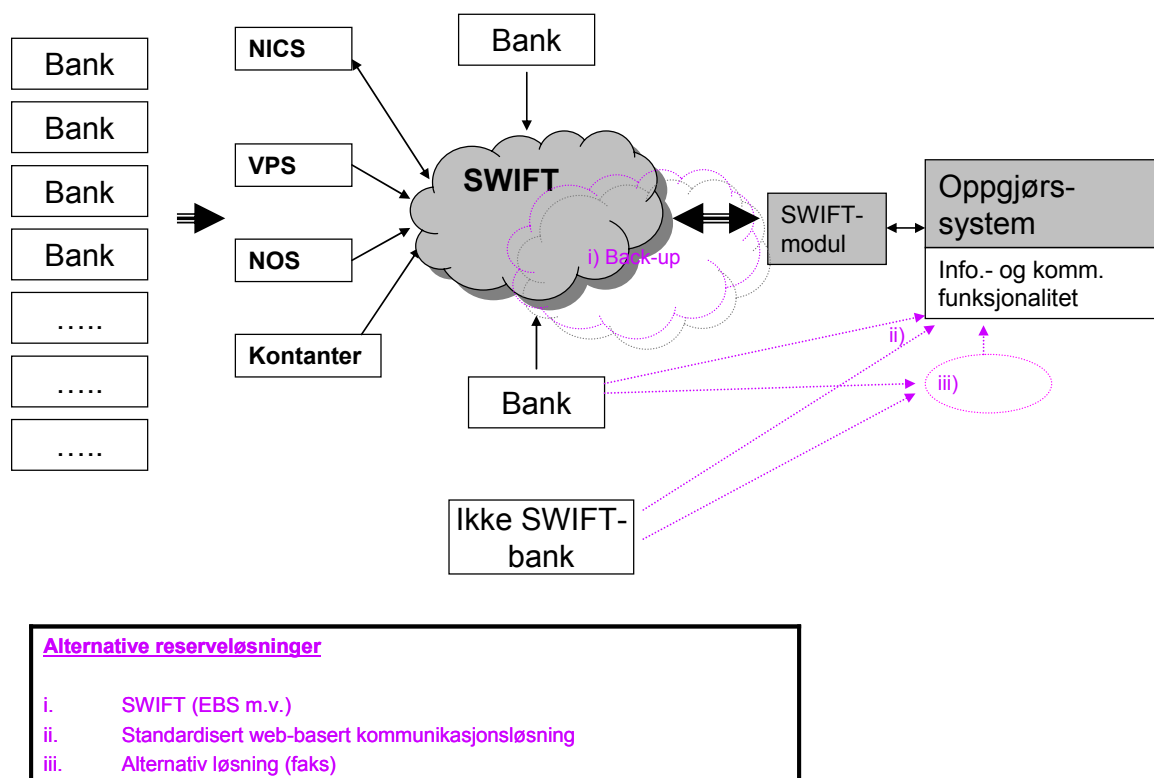 Bank
Bank
Bank
Bank
…..
…..
…..
NICS
VPS
NOS
Kontanter
Bank
SWIFT
i) Back-up
Bank
Ikke SWIFT-
bank
SWIFT-
modul
Oppgjørs-
system
Info.- og komm.
funksjonalitet
ii)
iii)
Alternative reserveløsninger
i. SWIFT (EBS m.v.)
ii. Standardisert web-basert kommunikasjonsløsning
iii. Alternativ løsning (faks)